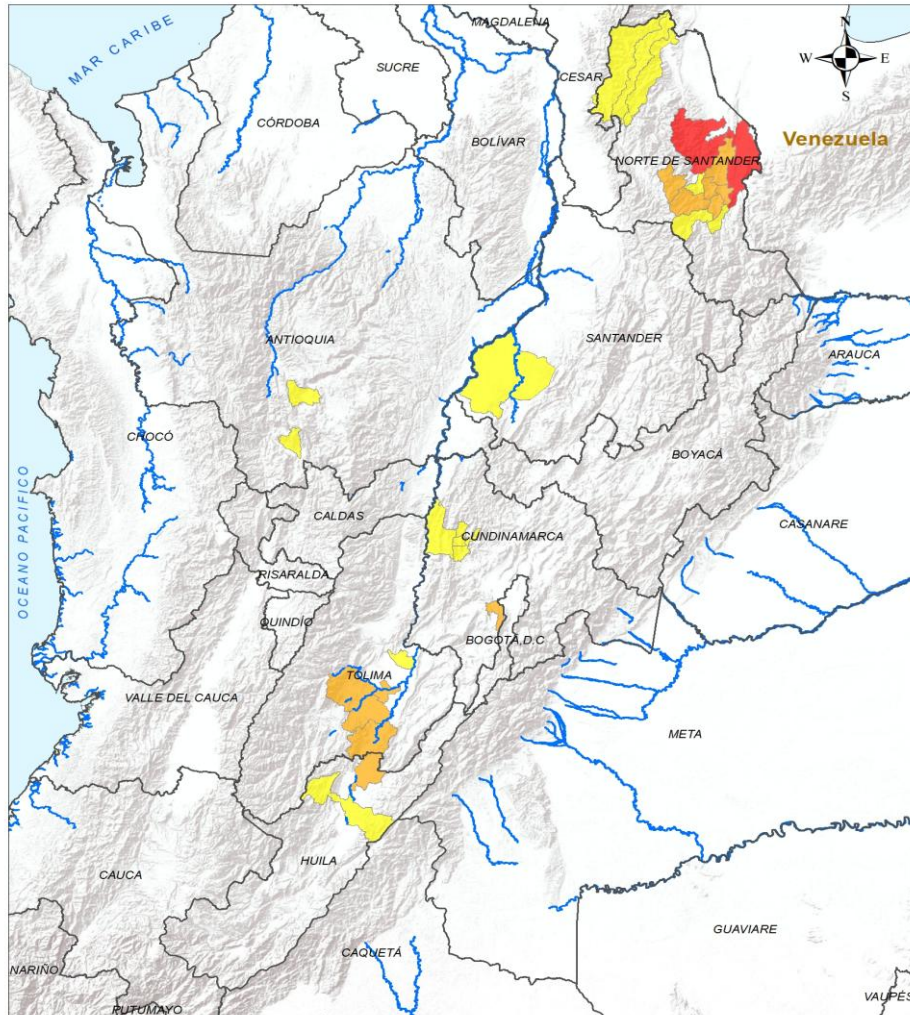 MAGDALENA
MAR CARIBE
N
W
E
S
SUCRE
CESAR
CÓRDOBA
BOLÍVAR
Venezuela
NORTE DE SANTANDER
ANTIOQUIA
SANTANDER
ARAUCA
CHOCÓ
BOYACÁ
OCEANO PACIFICO
CALDAS
CASANARE
CUNDINAMARCA
RISARALDA
QUINDÍO
BOGOTÁ,D.C
TOLIMA
VALLE DEL CAUCA
META
HUILA
CAUCA
GUAVIARE
CAQUETÁ
NARIÑO
VAUPÉS
PUTUMAYO